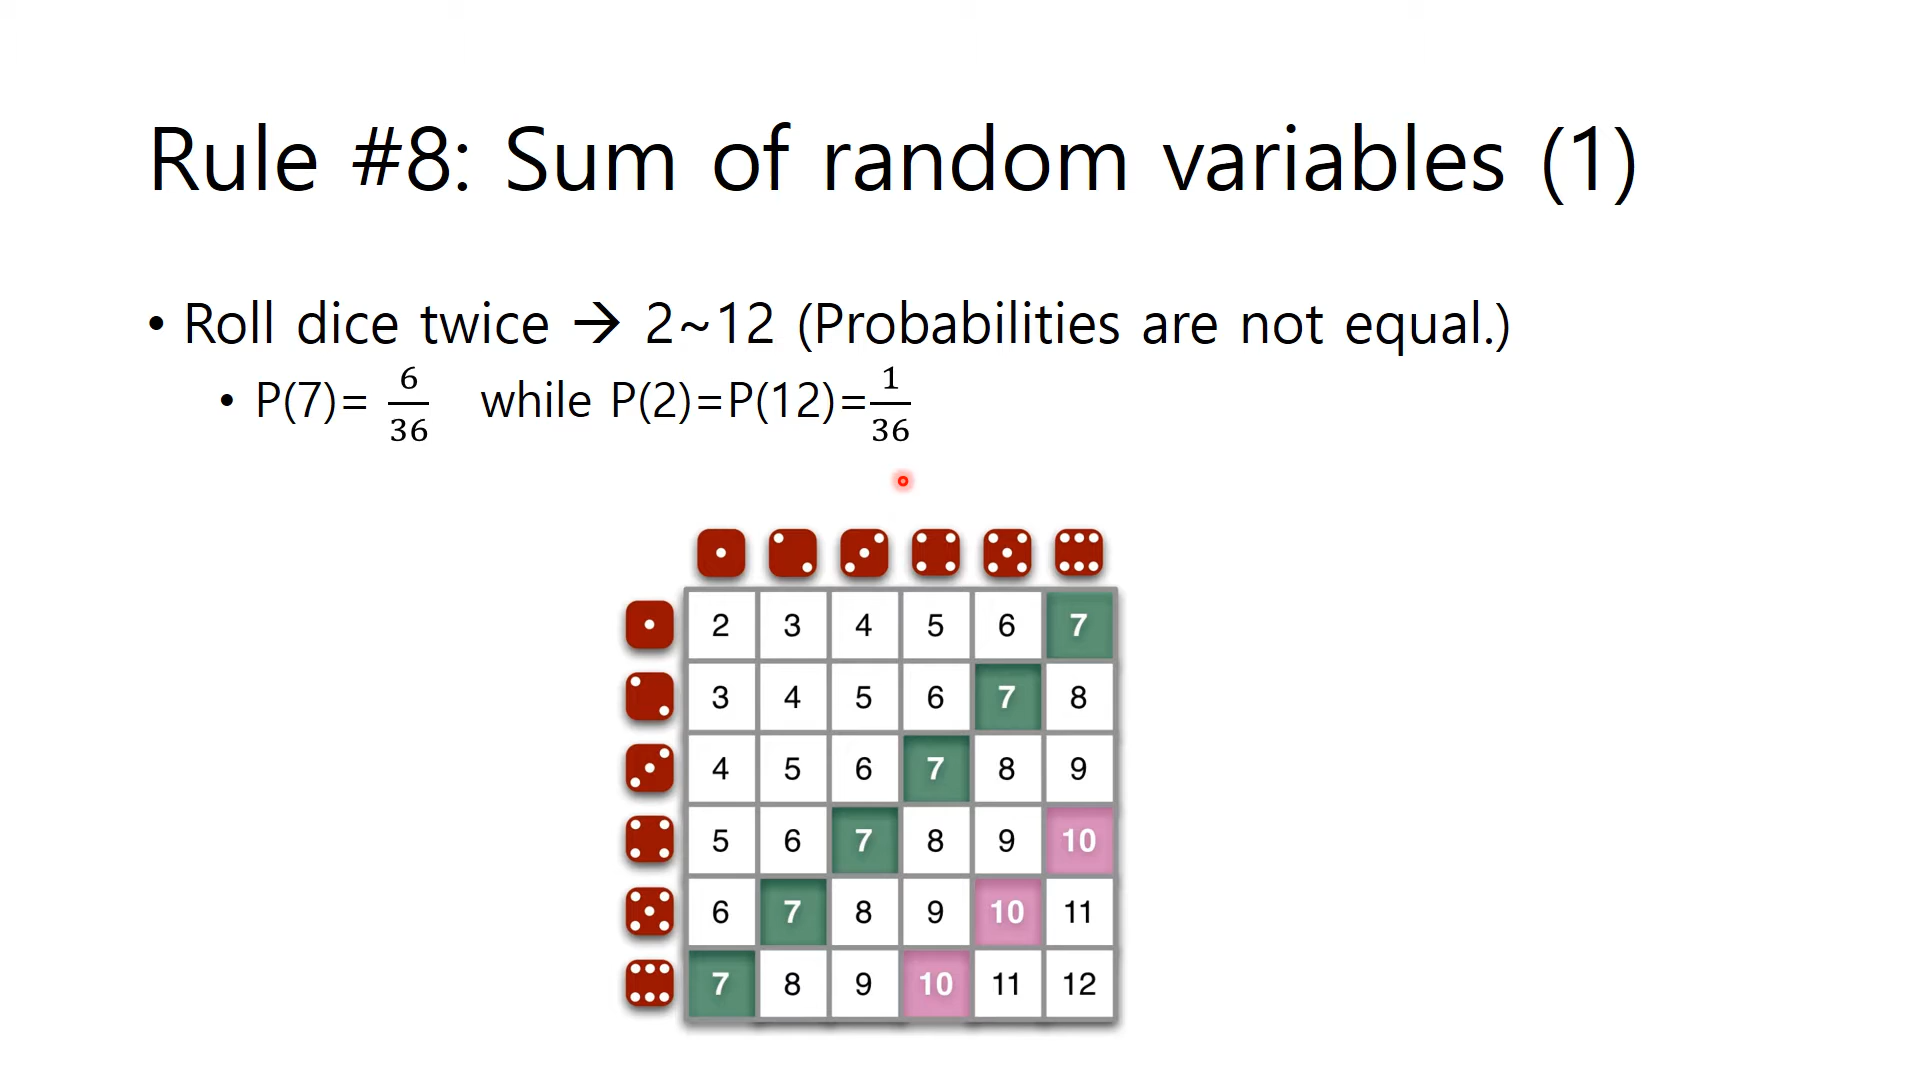 Rule #8: Sum of random variables (1)
• Roll dice twice → 2~12 (Probabilities are not equal.)
• P(7)= 6/36 while P(2)=P(12)=1/36
2 3 4 5 6 7
3 4 5 6 7 8
4 5 6 7 8 9
5 6 7 8 9 10
6 7 8 9 10 11
7 8 9 10 11 12